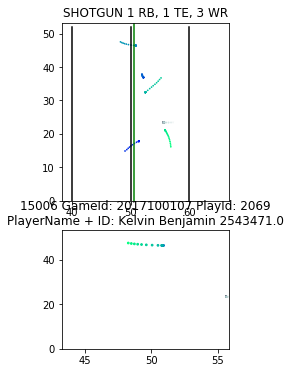 SHOTGUN 1 RB, 1 TE, 3 WR
50
40
30
20
10
0
40 50 60
15006 GameId: 2017100107 PlayId: 2069
PlayerName + ID: Kelvin Benjamin 2543471.0
40
20
0
45 50 55